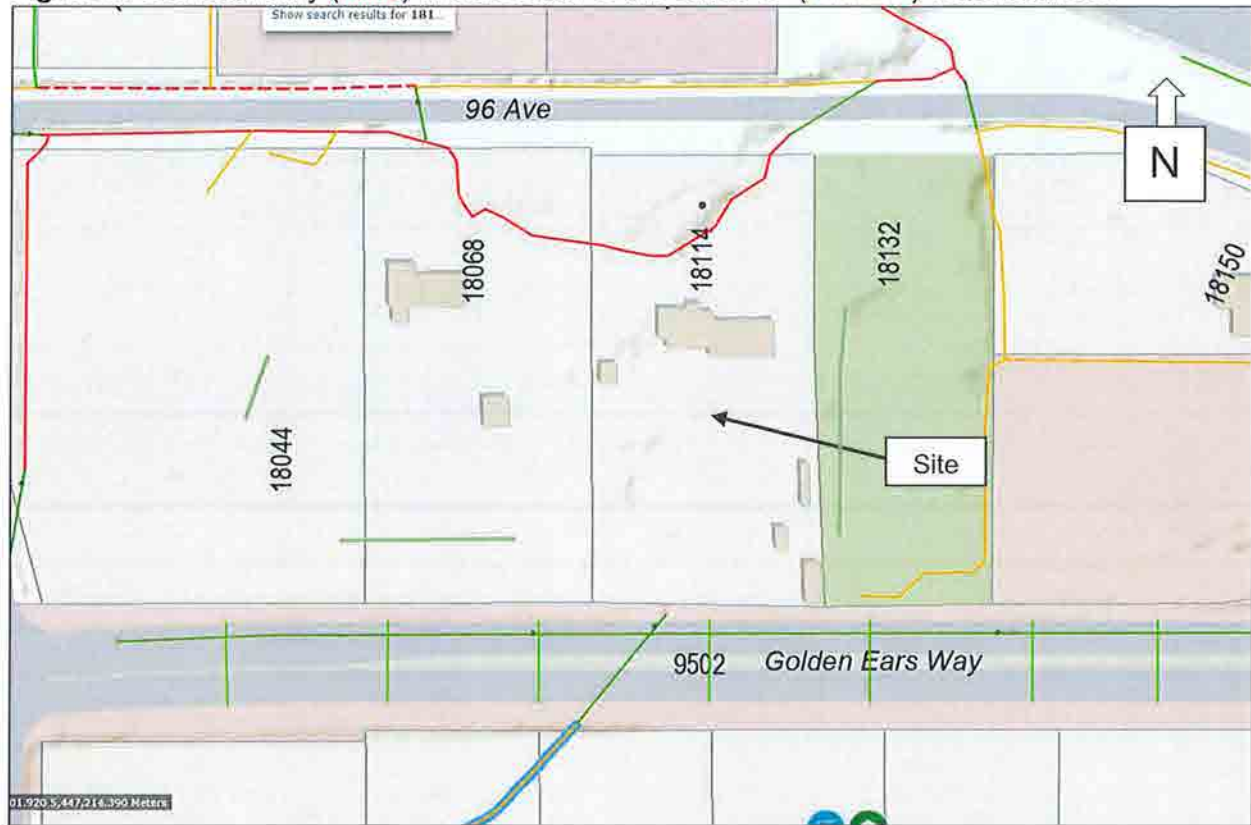 Show search results for 181...
96 Ave
N
18068
18114
18132
18150
18044
Site
9502
Golden Ears Way
01.920 5,447,214.390 Meters